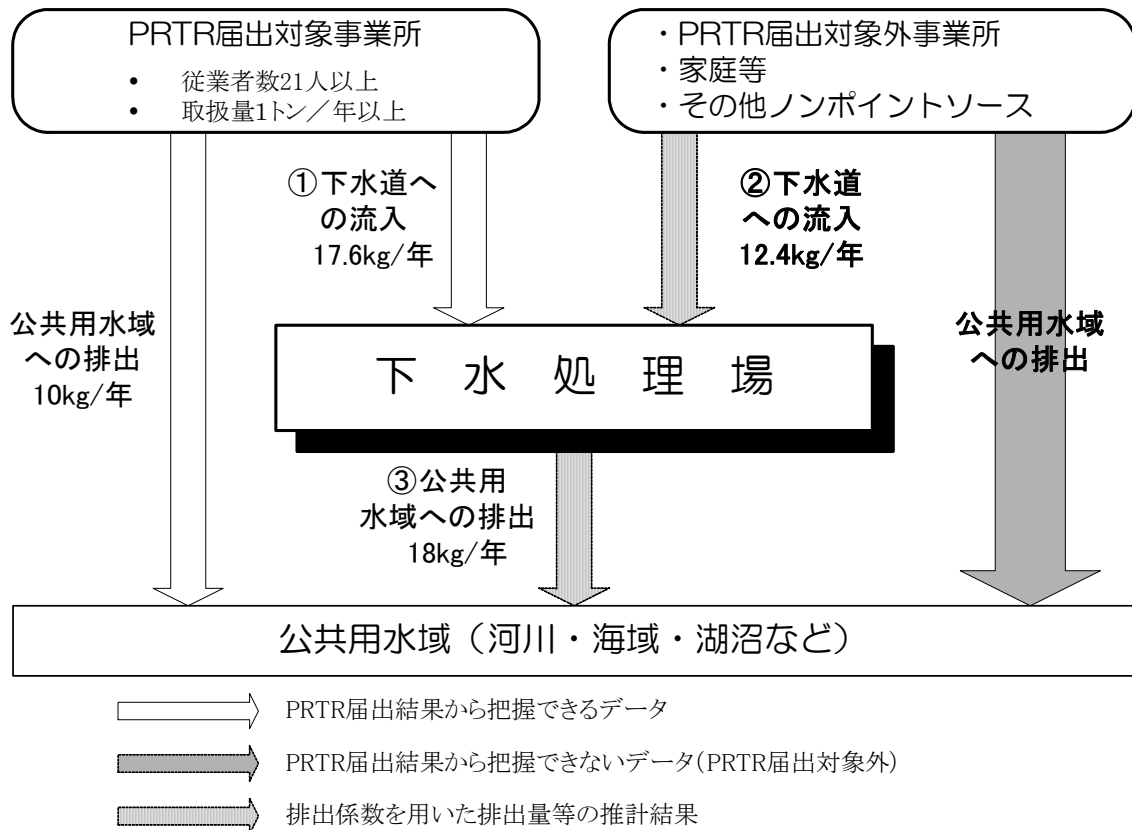 PRTR届出対象事業所
• 従業者数21人以上
• 取扱量1トン／年以上
・PRTR届出対象外事業所
・家庭等
・その他ノンポイントソース
①下水道へ
の流入
17.6kg/年
②下水道
への流入
12.4kg/年
公共用水域
への排出
10kg/年
公共用水域
への排出
下水処理場
③公共用
水域への排出
18kg/年
公共用水域（河川・海域・湖沼など）
PRTR届出結果から把握できるデータ
PRTR届出結果から把握できないデータ(PRTR届出対象外)
排出係数を用いた排出量等の推計結果